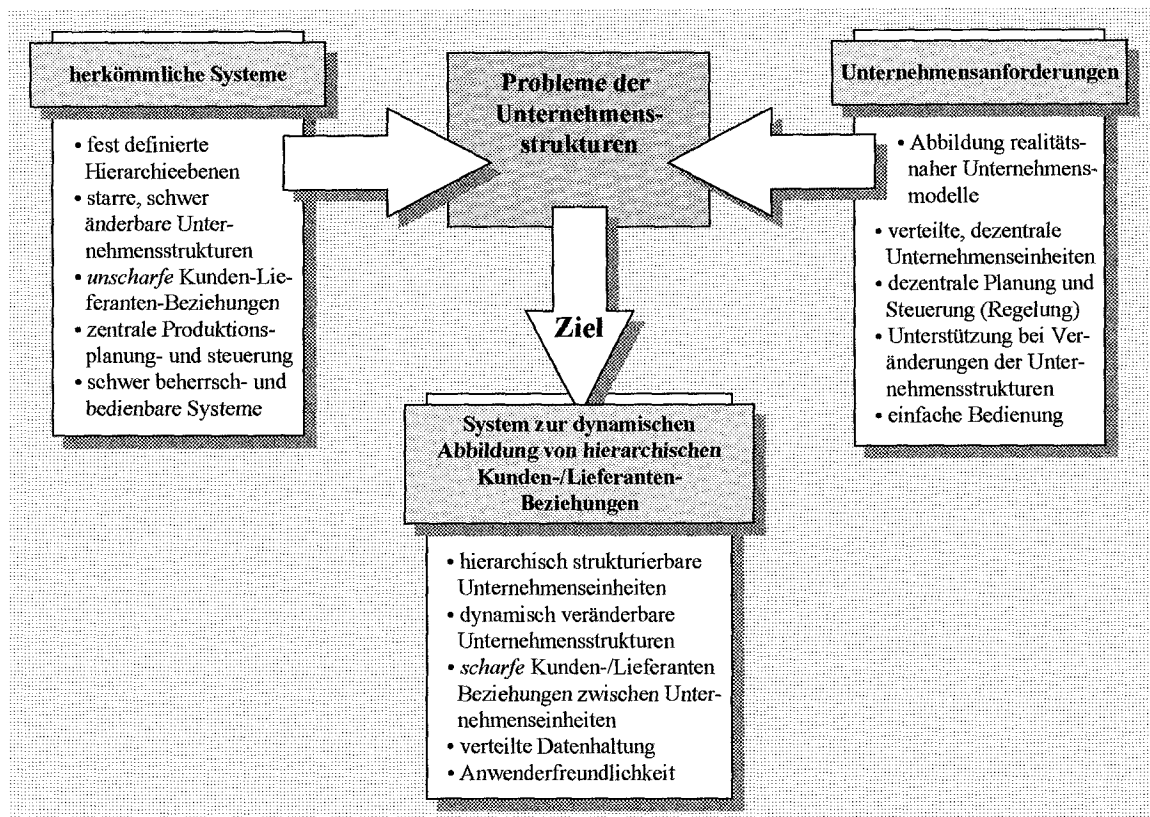 herkömmliche Systeme
• fest definierte
Hierarchieebenen
• starre, schwer
änderbare Unter-
nehmensstrukturen
• unscharfe Kunden-Lie-
feranten-Beziehungen
• zentrale Produktions-
planung- und steuerung
• schwer beherrsch- und
bedienbare Systeme
Probleme der
Unternehmens-
strukturen
Unternehmensanforderungen
• Abbildung realitäts-
naher Unternehmens-
modelle
• verteilte, dezentrale
Unternehmenseinheiten
• dezentrale Planung und
Steuerung (Regelung)
• Unterstützung bei Ver-
änderungen der Unter-
nehmensstrukturen
• einfache Bedienung
Ziel
System zur dynamischen
Abbildung von hierarchischen
Kunden-/Lieferanten-
Beziehungen
• hierarchisch strukturierbare
Unternehmenseinheiten
• dynamisch veränderbare
Unternehmensstrukturen
• scharfe Kunden-/Lieferanten
Beziehungen zwischen Unter-
nehmenseinheiten
• verteilte Datenhaltung
• Anwenderfreundlichkeit